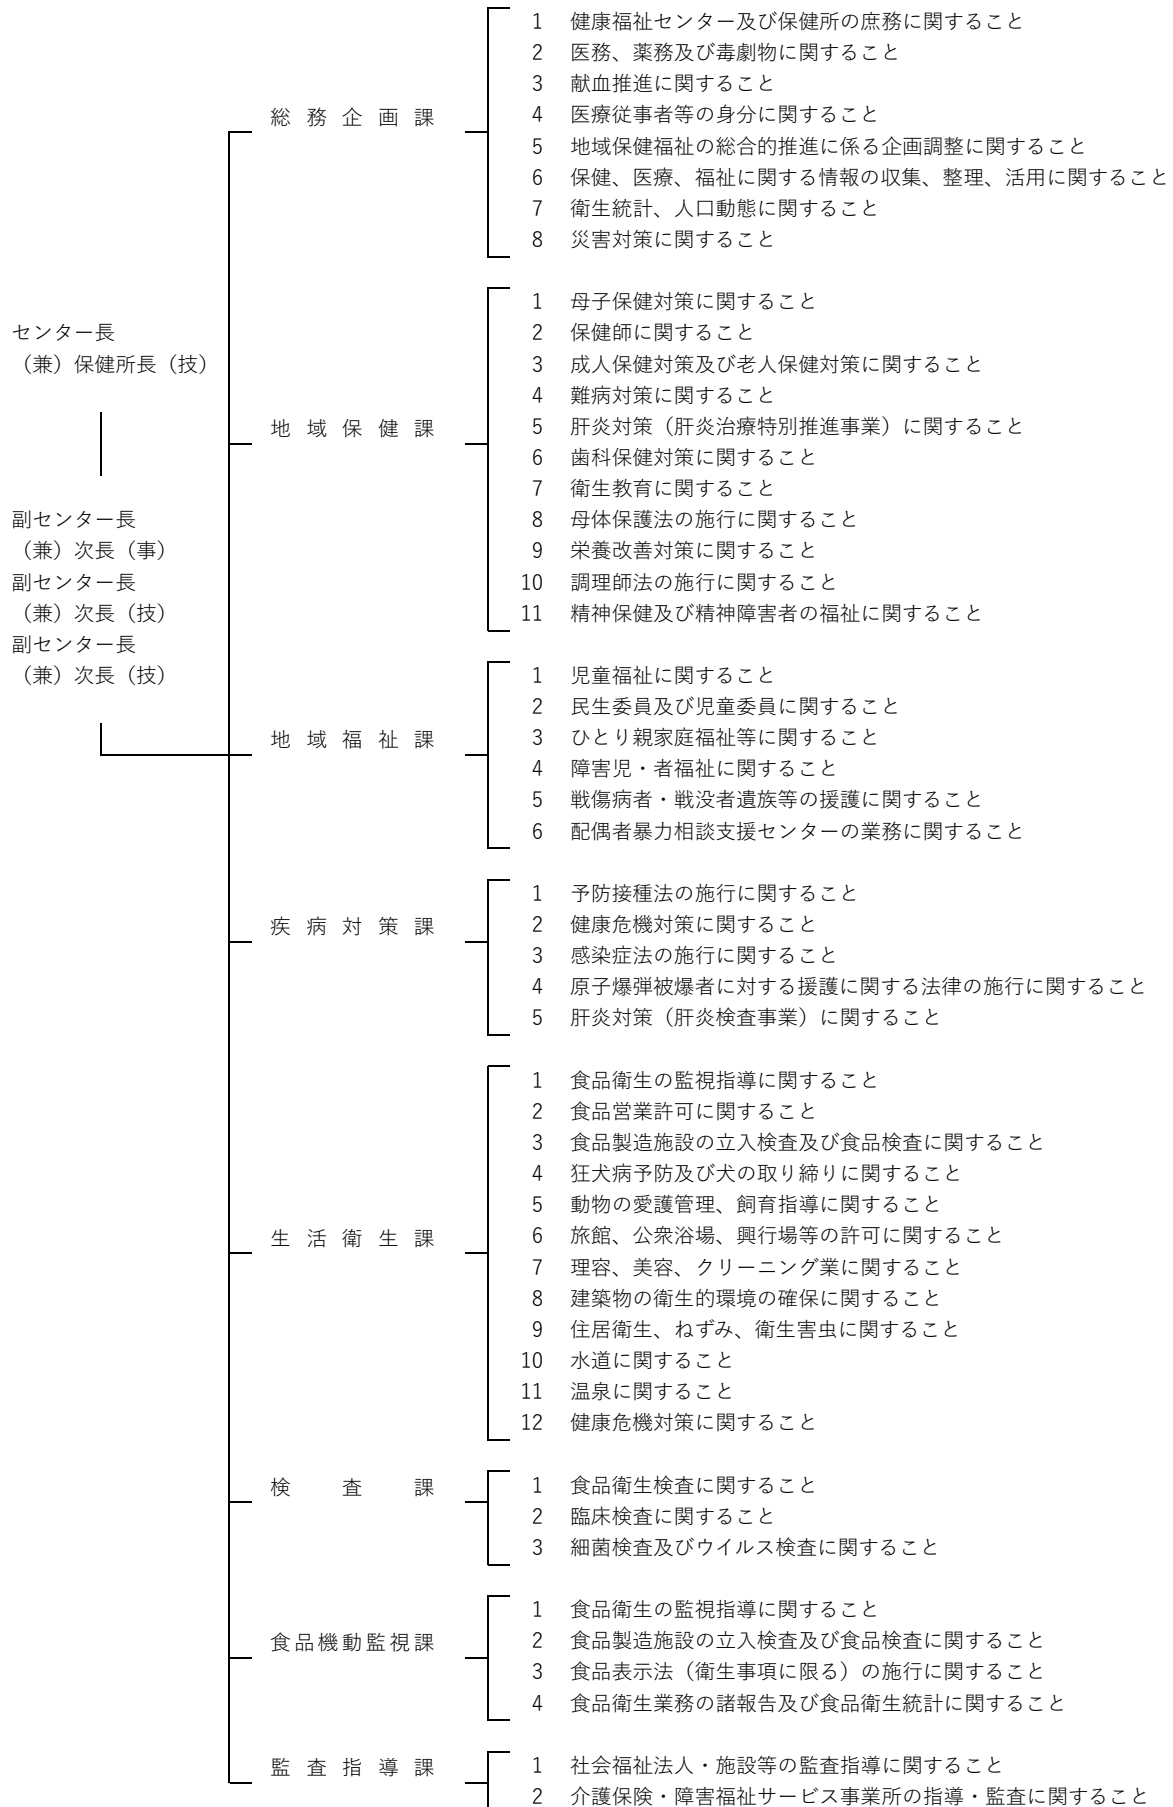 センター長
（兼）保健所長（技）
副センター長
（兼）次長（事）
副センター長
（兼）次長（技）
副センター長
（兼）次長（技）
総務企画課
1 健康福祉センター及び保健所の庶務に関すること
2 医務、薬務及び毒劇物に関すること
3 献血推進に関すること
4 医療従事者等の身分に関すること
5 地域保健福祉の総合的推進に係る企画調整に関すること
6 保健、医療、福祉に関する情報の収集、整理、活用に関すること
7 衛生統計、人口動態に関すること
8 災害対策に関すること
地域保健課
1 母子保健対策に関すること
2 保健師に関すること
3 成人保健対策及び老人保健対策に関すること
4 難病対策に関すること
5 肝炎対策（肝炎治療特別推進事業）に関すること
6 歯科保健対策に関すること
7 衛生教育に関すること
8 母体保護法の施行に関すること
9 栄養改善対策に関すること
10 調理師法の施行に関すること
11 精神保健及び精神障害者の福祉に関すること
地域福祉課
1 児童福祉に関すること
2 民生委員及び児童委員に関すること
3 ひとり親家庭福祉等に関すること
4 障害児・者福祉に関すること
5 戦傷病者・戦没者遺族等の援護に関すること
6 配偶者暴力相談支援センターの業務に関すること
疾病対策課
1 予防接種法の施行に関すること
2 健康危機対策に関すること
3 感染症法の施行に関すること
4 原子爆弾被爆者に対する援護に関する法律の施行に関すること
5 肝炎対策（肝炎検査事業）に関すること
生活衛生課
1 食品衛生の監視指導に関すること
2 食品営業許可に関すること
3 食品製造施設の立入検査及び食品検査に関すること
4 狂犬病予防及び犬の取り締りに関すること
5 動物の愛護管理、飼育指導に関すること
6 旅館、公衆浴場、興行場等の許可に関すること
7 理容、美容、クリーニング業に関すること
8 建築物の衛生的環境の確保に関すること
9 住居衛生、ねずみ、衛生害虫に関すること
10 水道に関すること
11 温泉に関すること
12 健康危機対策に関すること
検査課
1 食品衛生検査に関すること
2 臨床検査に関すること
3 細菌検査及びウイルス検査に関すること
食品機動監視課
1 食品衛生の監視指導に関すること
2 食品製造施設の立入検査及び食品検査に関すること
3 食品表示法（衛生事項に限る）の施行に関すること
4 食品衛生業務の諸報告及び食品衛生統計に関すること
監査指導課
1 社会福祉法人・施設等の監査指導に関すること
2 介護保険・障害福祉サービス事業所の指導・監査に関すること